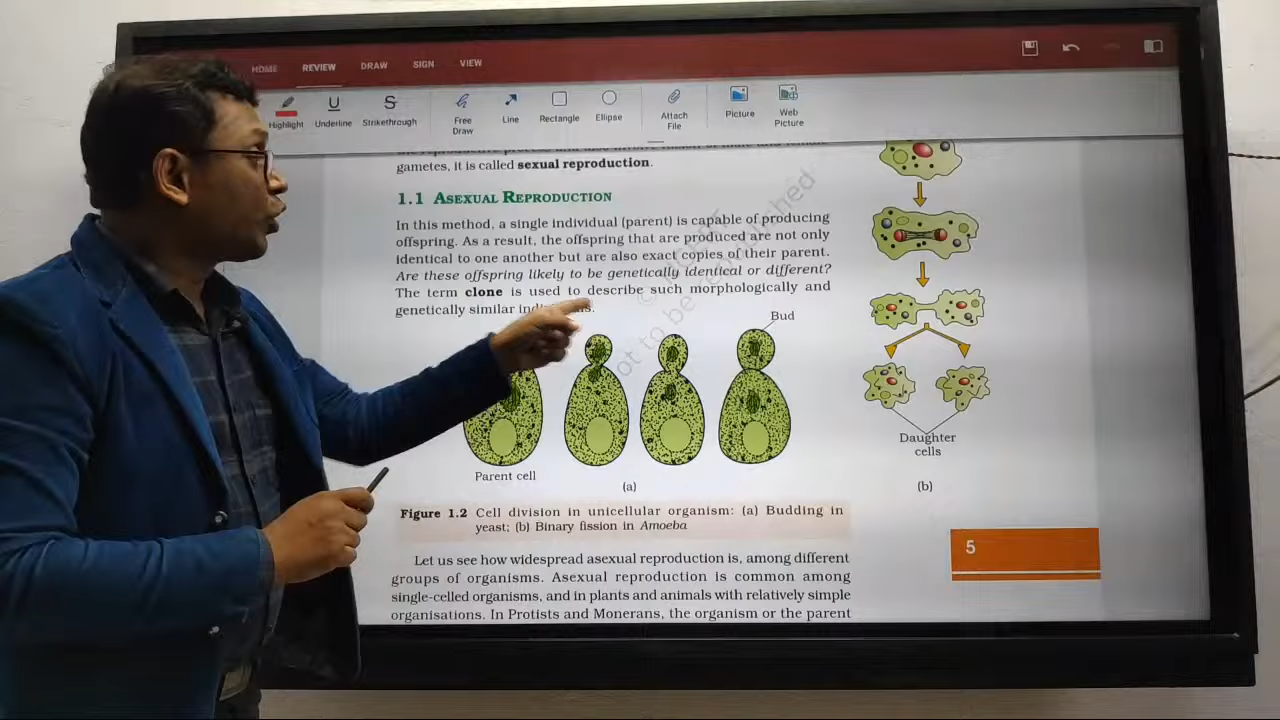 HOME REVIEW DRAW SIGN VIEW
Highlight Underline Strikethrough Free Draw Line Rectangle Ellipse Attach File Picture Web Picture
gametes, it is called sexual reproduction.
1.1 ASEXUAL REPRODUCTION
In this method, a single individual (parent) is capable of producing
offspring. As a result, the offspring that are produced are not only
identical to one another but are also exact copies of their parent.
Are these offspring likely to be genetically identical or different?
The term clone is used to describe such morphologically and
genetically similar
Bud
Parent cell
(a)
Daughter
cells
(b)
Figure 1.2 Cell division in unicellular organism: (a) Budding in
yeast; (b) Binary fission in Amoeba
Let us see how widespread asexual reproduction is, among different
groups of organisms. Asexual reproduction is common among
single-celled organisms, and in plants and animals with relatively simple
organisations. In Protists and Monerans, the organism or the parent
5